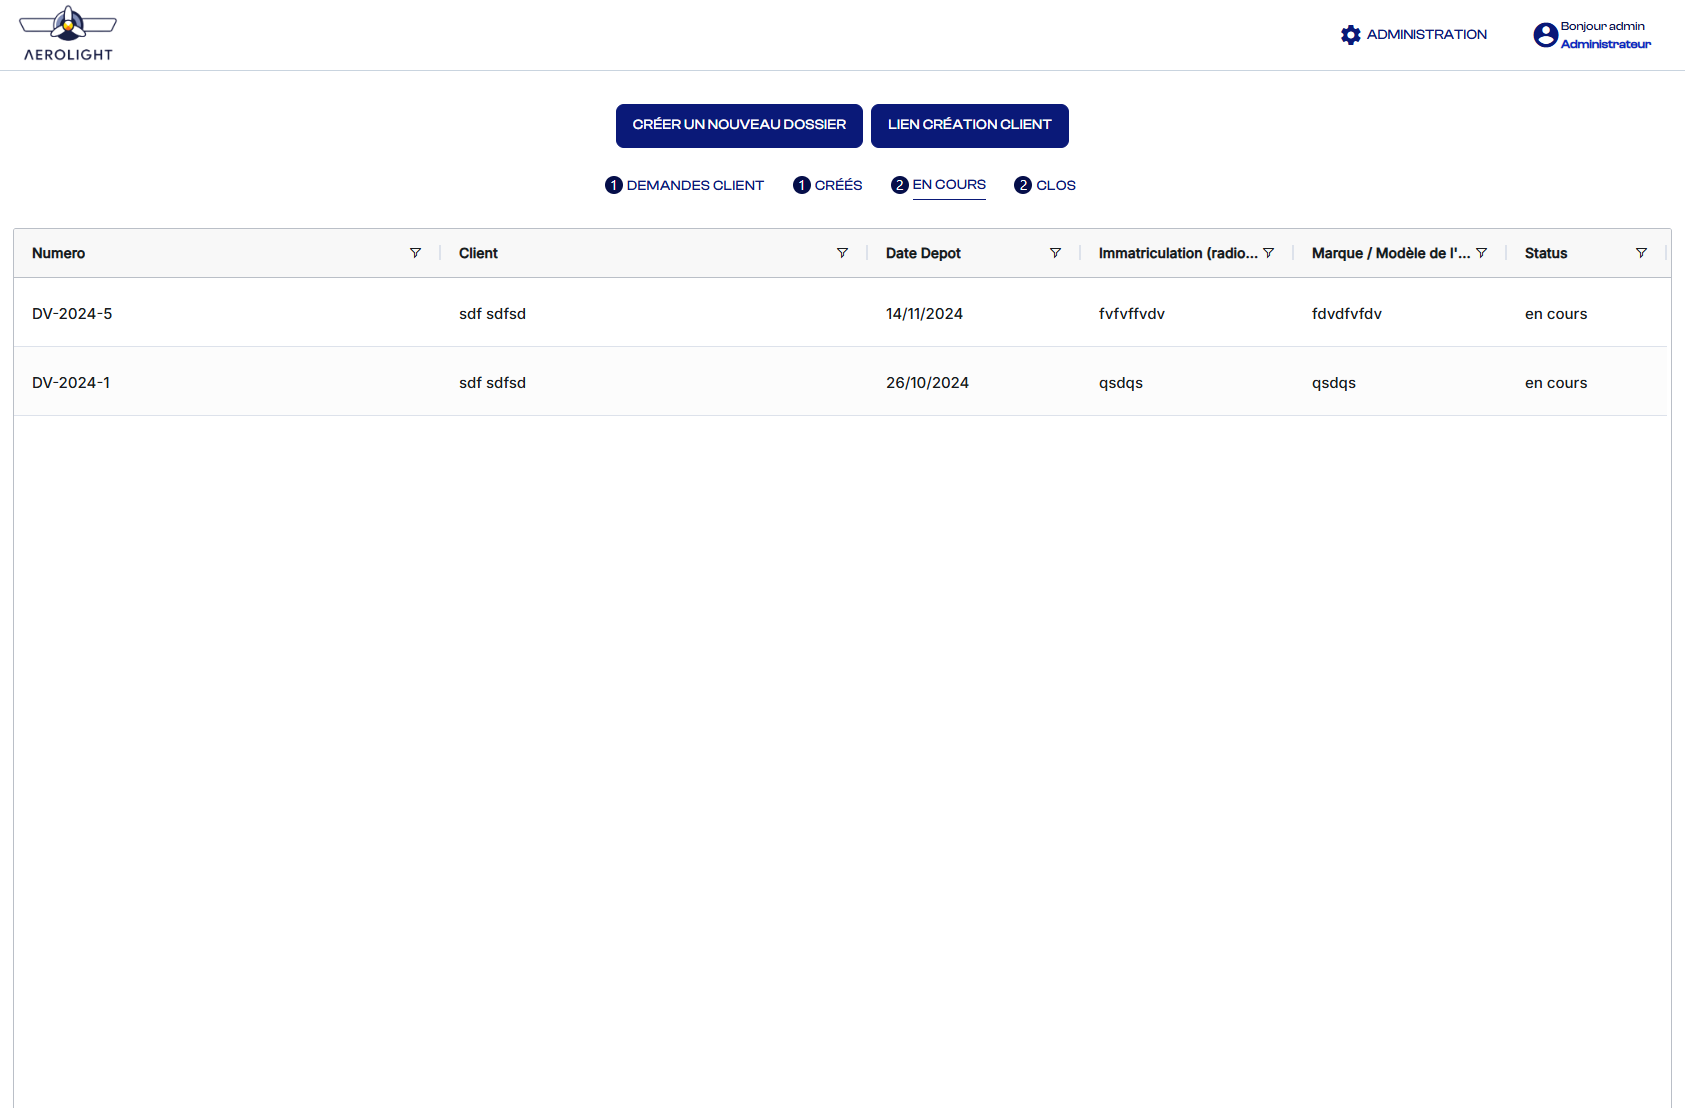 AEROLIGHT
ADMINISTRATION
Bonjour admin
Administrateur
CRÉER UN NOUVEAU DOSSIER LIEN CRÉATION CLIENT
1 DEMANDES CLIENT 1 CRÉÉS 2 EN COURS 2 CLOS
Numero Client Date Depot Immatriculation (radio... Marque / Modèle de l'... Status
DV-2024-5 sdf sdfsd 14/11/2024 fvfvffvdv fdvdfvfdv en cours
DV-2024-1 sdf sdfsd 26/10/2024 qsdqs qsdqs en cours